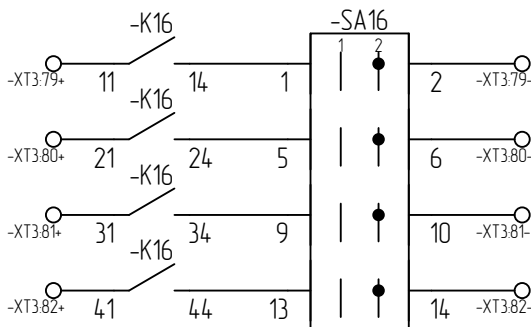 -K16 -SA16
1 2
-XT3:79+ 11 14 1 2 -XT3:79-
-K16
-XT3:80+ 21 24 5 6 -XT3:80-
-K16
-XT3:81+ 31 34 9 10 -XT3:81-
-K16
-XT3:82+ 41 44 13 14 -XT3:82-